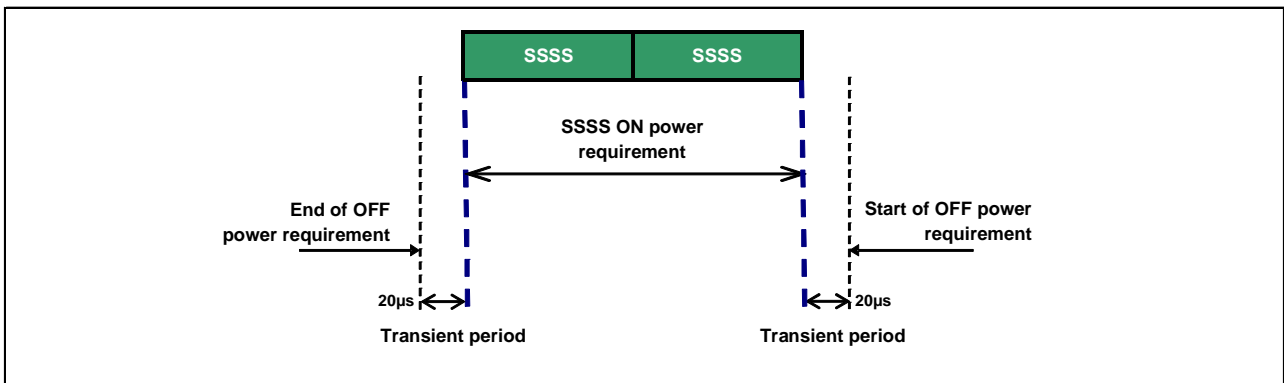 SSSS SSSS
SSSS ON power
requirement
End of OFF
power requirement
Start of OFF power
requirement
20µs
20µs
Transient period
Transient period